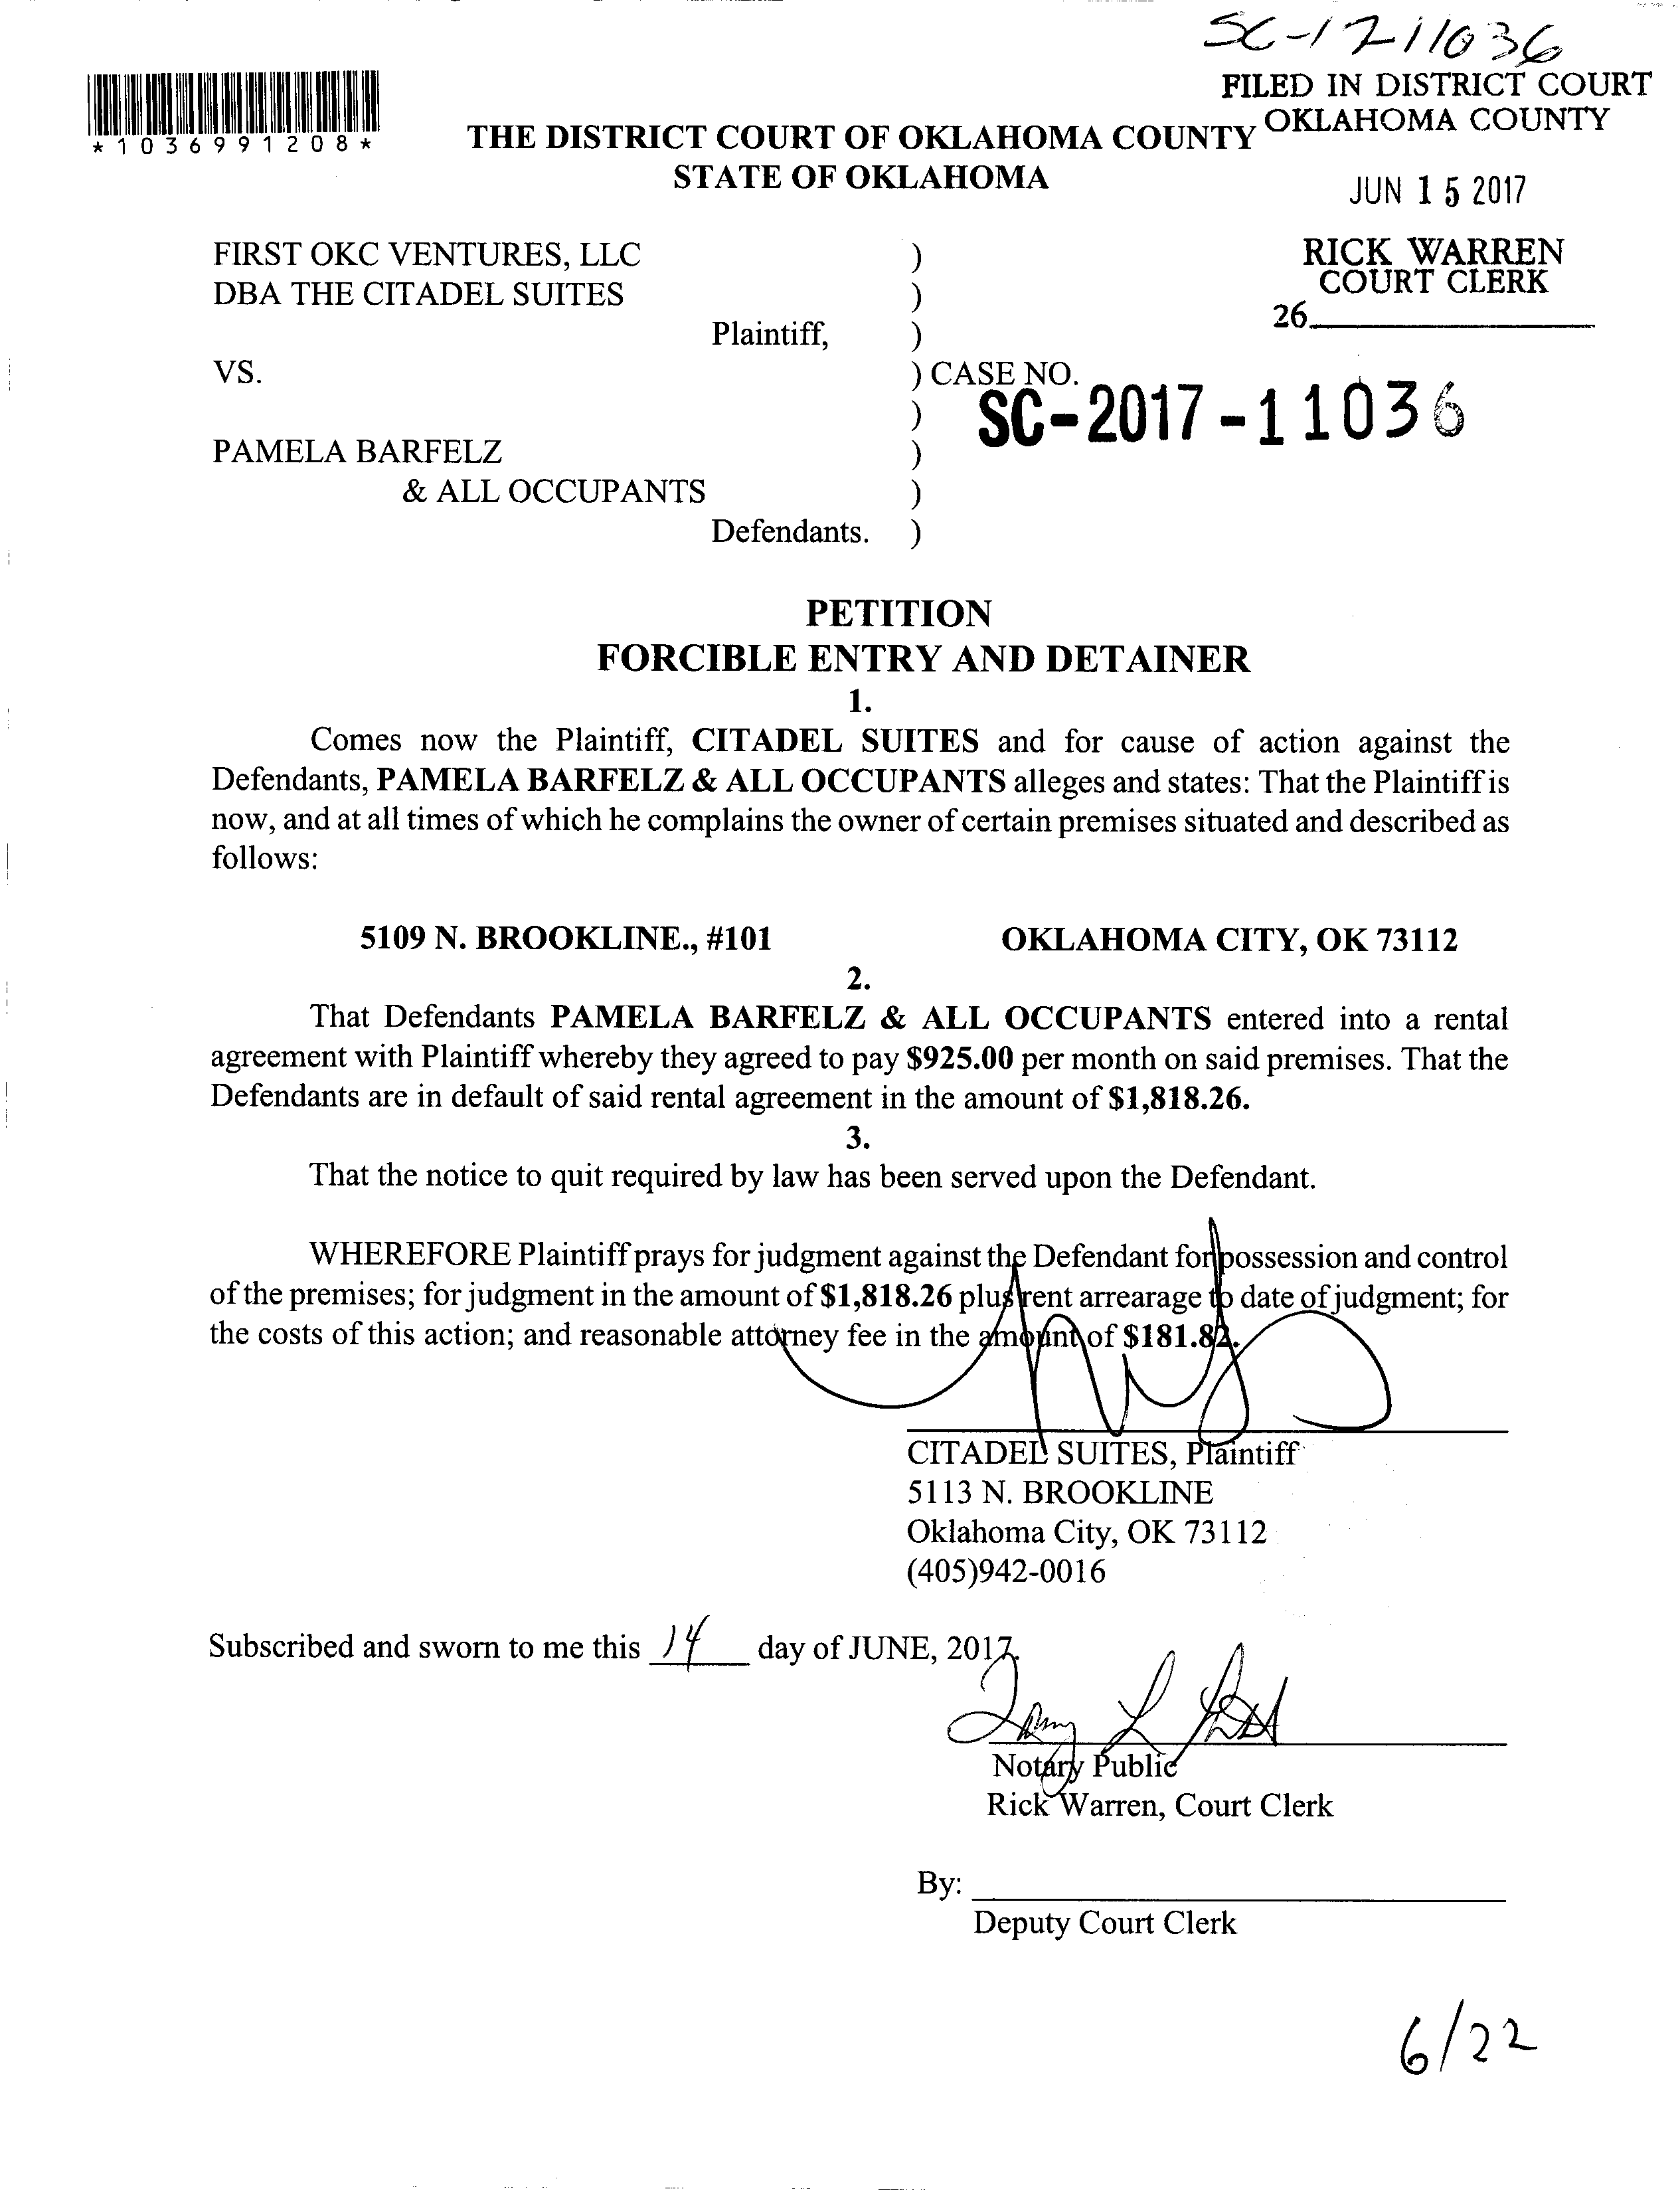 SC-1711036
FILED IN DISTRICT COURT
OKLAHOMA COUNTY
*1036991208*
THE DISTRICT COURT OF OKLAHOMA COUNTY
STATE OF OKLAHOMA
JUN 15 2017
RICK WARREN
COURT CLERK
26
FIRST OKC VENTURES, LLC )
DBA THE CITADEL SUITES )
Plaintiff, )
VS. ) CASE NO.
) SC-2017-11036
PAMELA BARFELZ )
& ALL OCCUPANTS )
Defendants. )
PETITION
FORCIBLE ENTRY AND DETAINER
1.
Comes now the Plaintiff, CITADEL SUITES and for cause of action against the
Defendants, PAMELA BARFELZ & ALL OCCUPANTS alleges and states: That the Plaintiff is
now, and at all times of which he complains the owner of certain premises situated and described as
follows:
5109 N. BROOKLINE., #101 OKLAHOMA CITY, OK 73112
2.
That Defendants PAMELA BARFELZ & ALL OCCUPANTS entered into a rental
agreement with Plaintiff whereby they agreed to pay $925.00 per month on said premises. That the
Defendants are in default of said rental agreement in the amount of $1,818.26.
3.
That the notice to quit required by law has been served upon the Defendant.
WHEREFORE Plaintiff prays for judgment against the Defendant for possession and control
of the premises; for judgment in the amount of $1,818.26 plus rent arrearage to date of judgment; for
the costs of this action; and reasonable attorney fee in the amount of $181.82.
CITADEL SUITES, Plaintiff
5113 N. BROOKLINE
Oklahoma City, OK 73112
(405)942-0016
Subscribed and sworn to me this 14 day of JUNE, 2017.
Notary Public
Rick Warren, Court Clerk
By:
Deputy Court Clerk
6/22